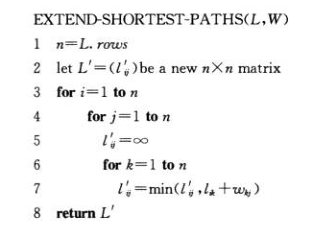 EXTEND-SHORTEST-PATHS(L,W)
1 n=L. rows
2 let L′=(l′ij)be a new n×n matrix
3 for i=1 to n
4 for j=1 to n
5 l′ij=∞
6 for k=1 to n
7 l′ij=min(l′ij,lik+wkj)
8 return L′